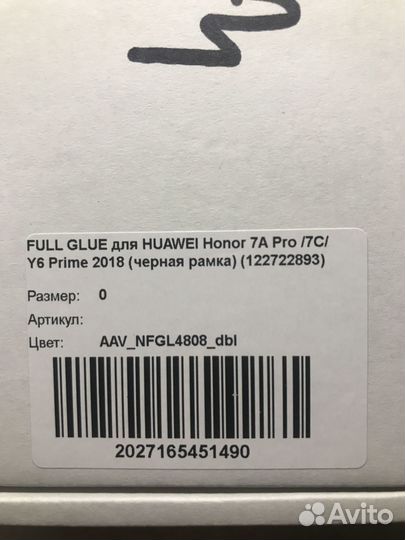 FULL GLUE для HUAWEI Honor 7A Pro /7C/
Y6 Prime 2018 (черная рамка) (122722893)
Размер: 0
Артикул:
Цвет: AAV_NFGL4808_dbl
2027165451490
Avito